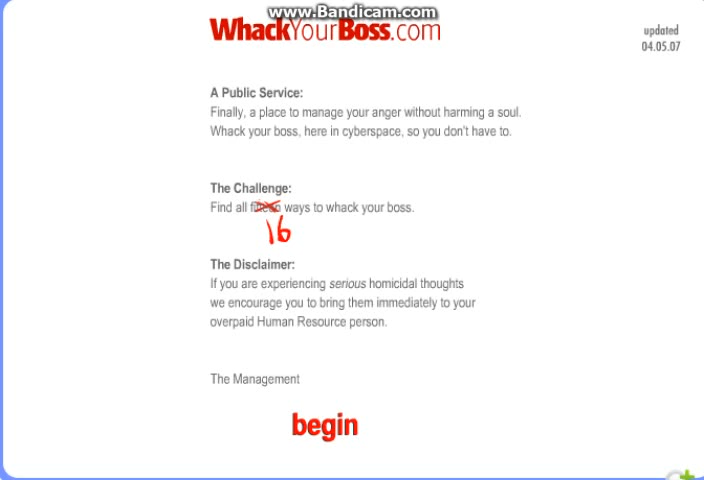 www.Bandicam.com
WhackYourBoss.com
updated
04.05.07
A Public Service:
Finally, a place to manage your anger without harming a soul.
Whack your boss, here in cyberspace, so you don't have to.
The Challenge:
Find all fifteen ways to whack your boss.
16
The Disclaimer:
If you are experiencing serious homicidal thoughts
we encourage you to bring them immediately to your
overpaid Human Resource person.
The Management
begin